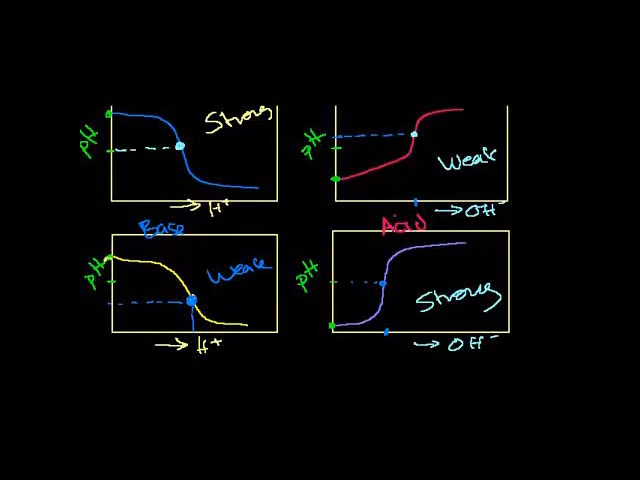 Strong
pH
H+
Base
pH
Weak
OH-
Acid
pH
Weak
H+
pH
Strong
OH-